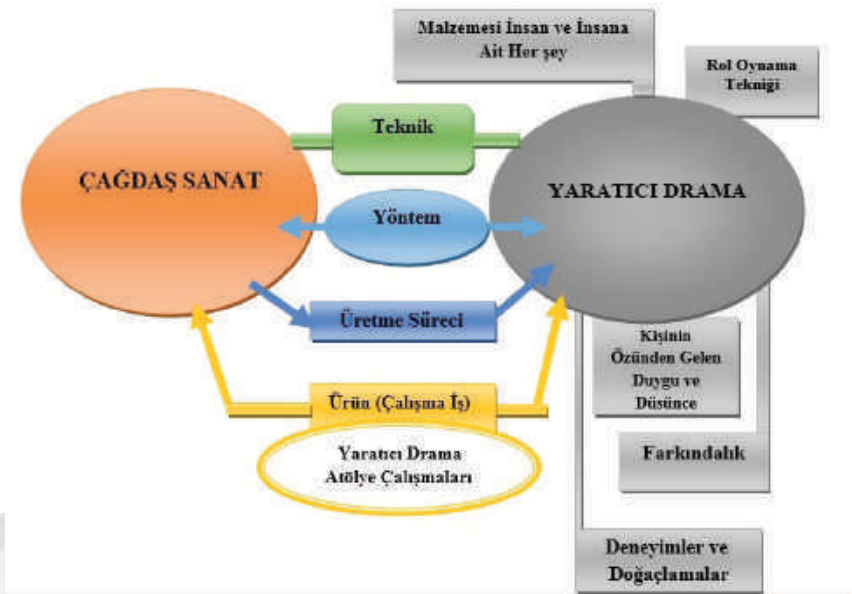 Malzemesi İnsan ve İnsana
Ait Her şey
Rol Oynama
Tekniği
Teknik
ÇAĞDAŞ SANAT
YARATICI DRAMA
Yöntem
Üretme Süreci
Kişinin
Özünden Gelen
Duygu ve
Düsünce
Ürün (Çalışma İş)
Yaratıcı Drama
Atölye Çalışmaları
Farkındalık
Deneyimler ve
Doğaçlamalar